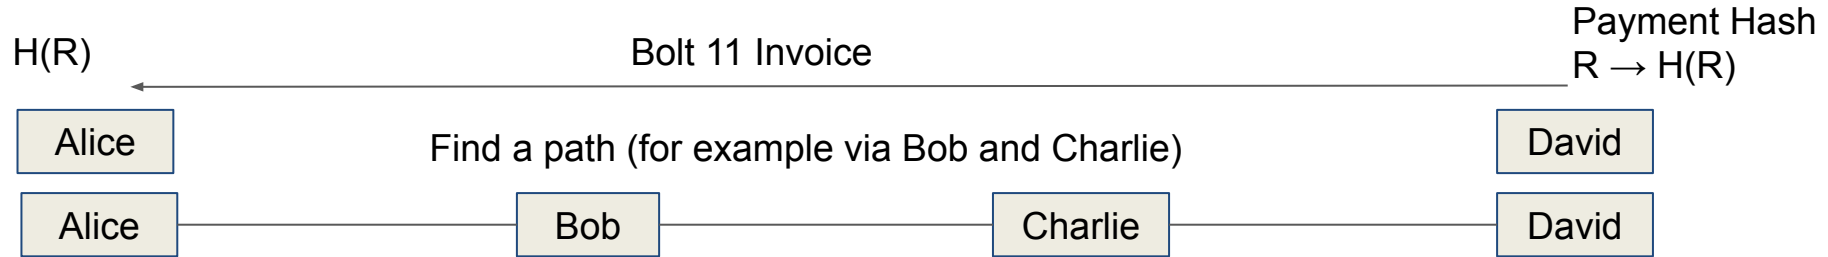 Payment Hash
H(R)
Bolt 11 Invoice
R → H(R)
Alice
Find a path (for example via Bob and Charlie)
David
Alice
Bob
Charlie
David